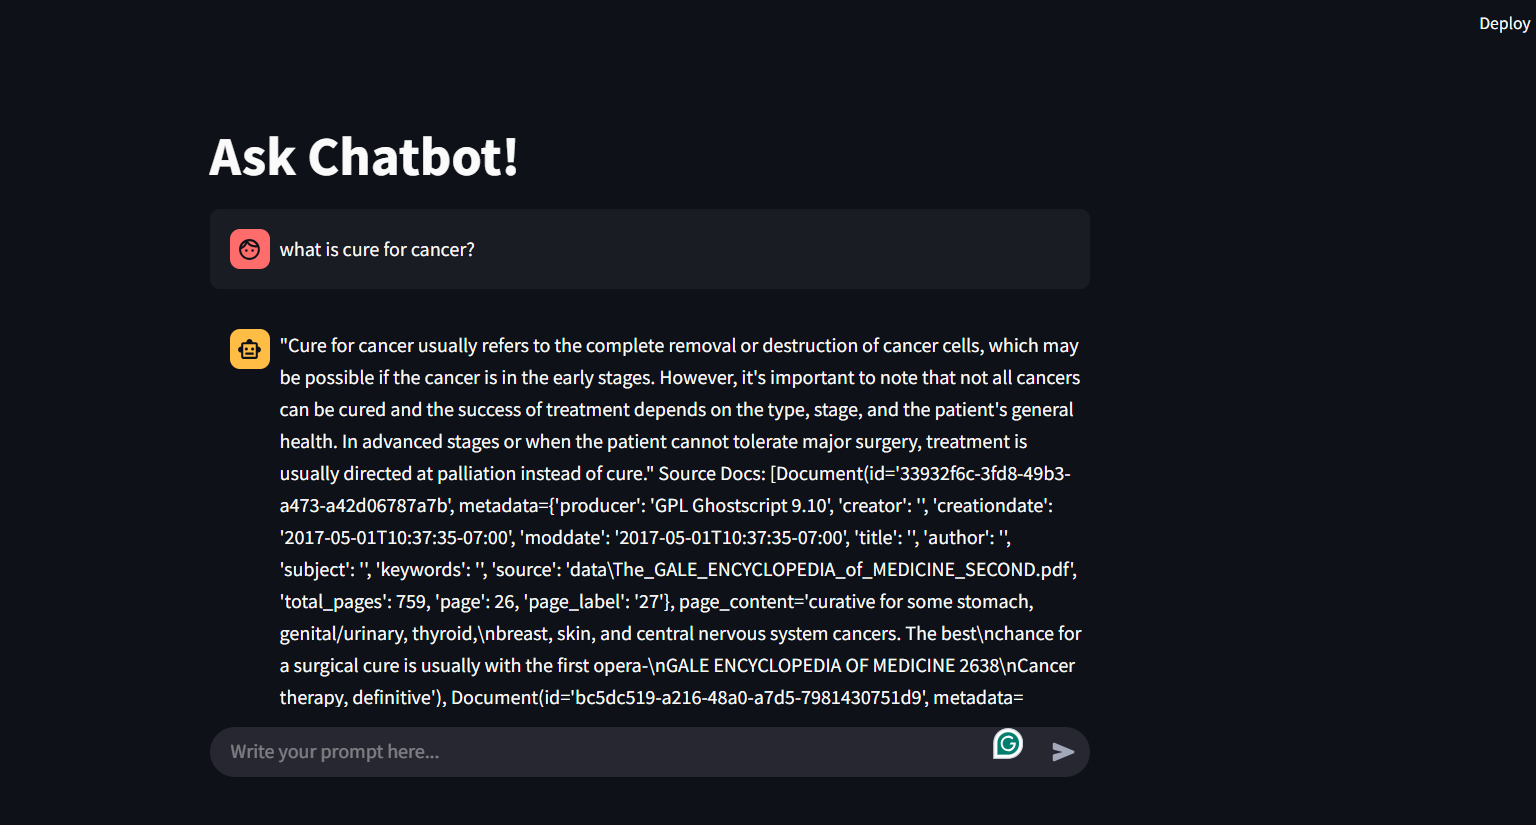 Deploy
Ask Chatbot!
what is cure for cancer?
"Cure for cancer usually refers to the complete removal or destruction of cancer cells, which may
be possible if the cancer is in the early stages. However, it's important to note that not all cancers
can be cured and the success of treatment depends on the type, stage, and the patient's general
health. In advanced stages or when the patient cannot tolerate major surgery, treatment is
usually directed at palliation instead of cure." Source Docs: [Document(id='33932f6c-3fd8-49b3-
a473-a42d06787a7b', metadata={'producer': 'GPL Ghostscript 9.10', 'creator': '', 'creationdate':
'2017-05-01T10:37:35-07:00', 'moddate': '2017-05-01T10:37:35-07:00', 'title': '', 'author': '',
'subject': '', 'keywords': '', 'source': 'data\The_GALE_ENCYCLOPEDIA_of_MEDICINE_SECOND.pdf',
'total_pages': 759, 'page': 26, 'page_label': '27'}, page_content='curative for some stomach,
genital/urinary, thyroid,\nbreast, skin, and central nervous system cancers. The best\nchance for
a surgical cure is usually with the first opera-\nGALE ENCYCLOPEDIA OF MEDICINE 2638\nCancer
therapy, definitive'), Document(id='bc5dc519-a216-48a0-a7d5-7981430751d9', metadata=
Write your prompt here...